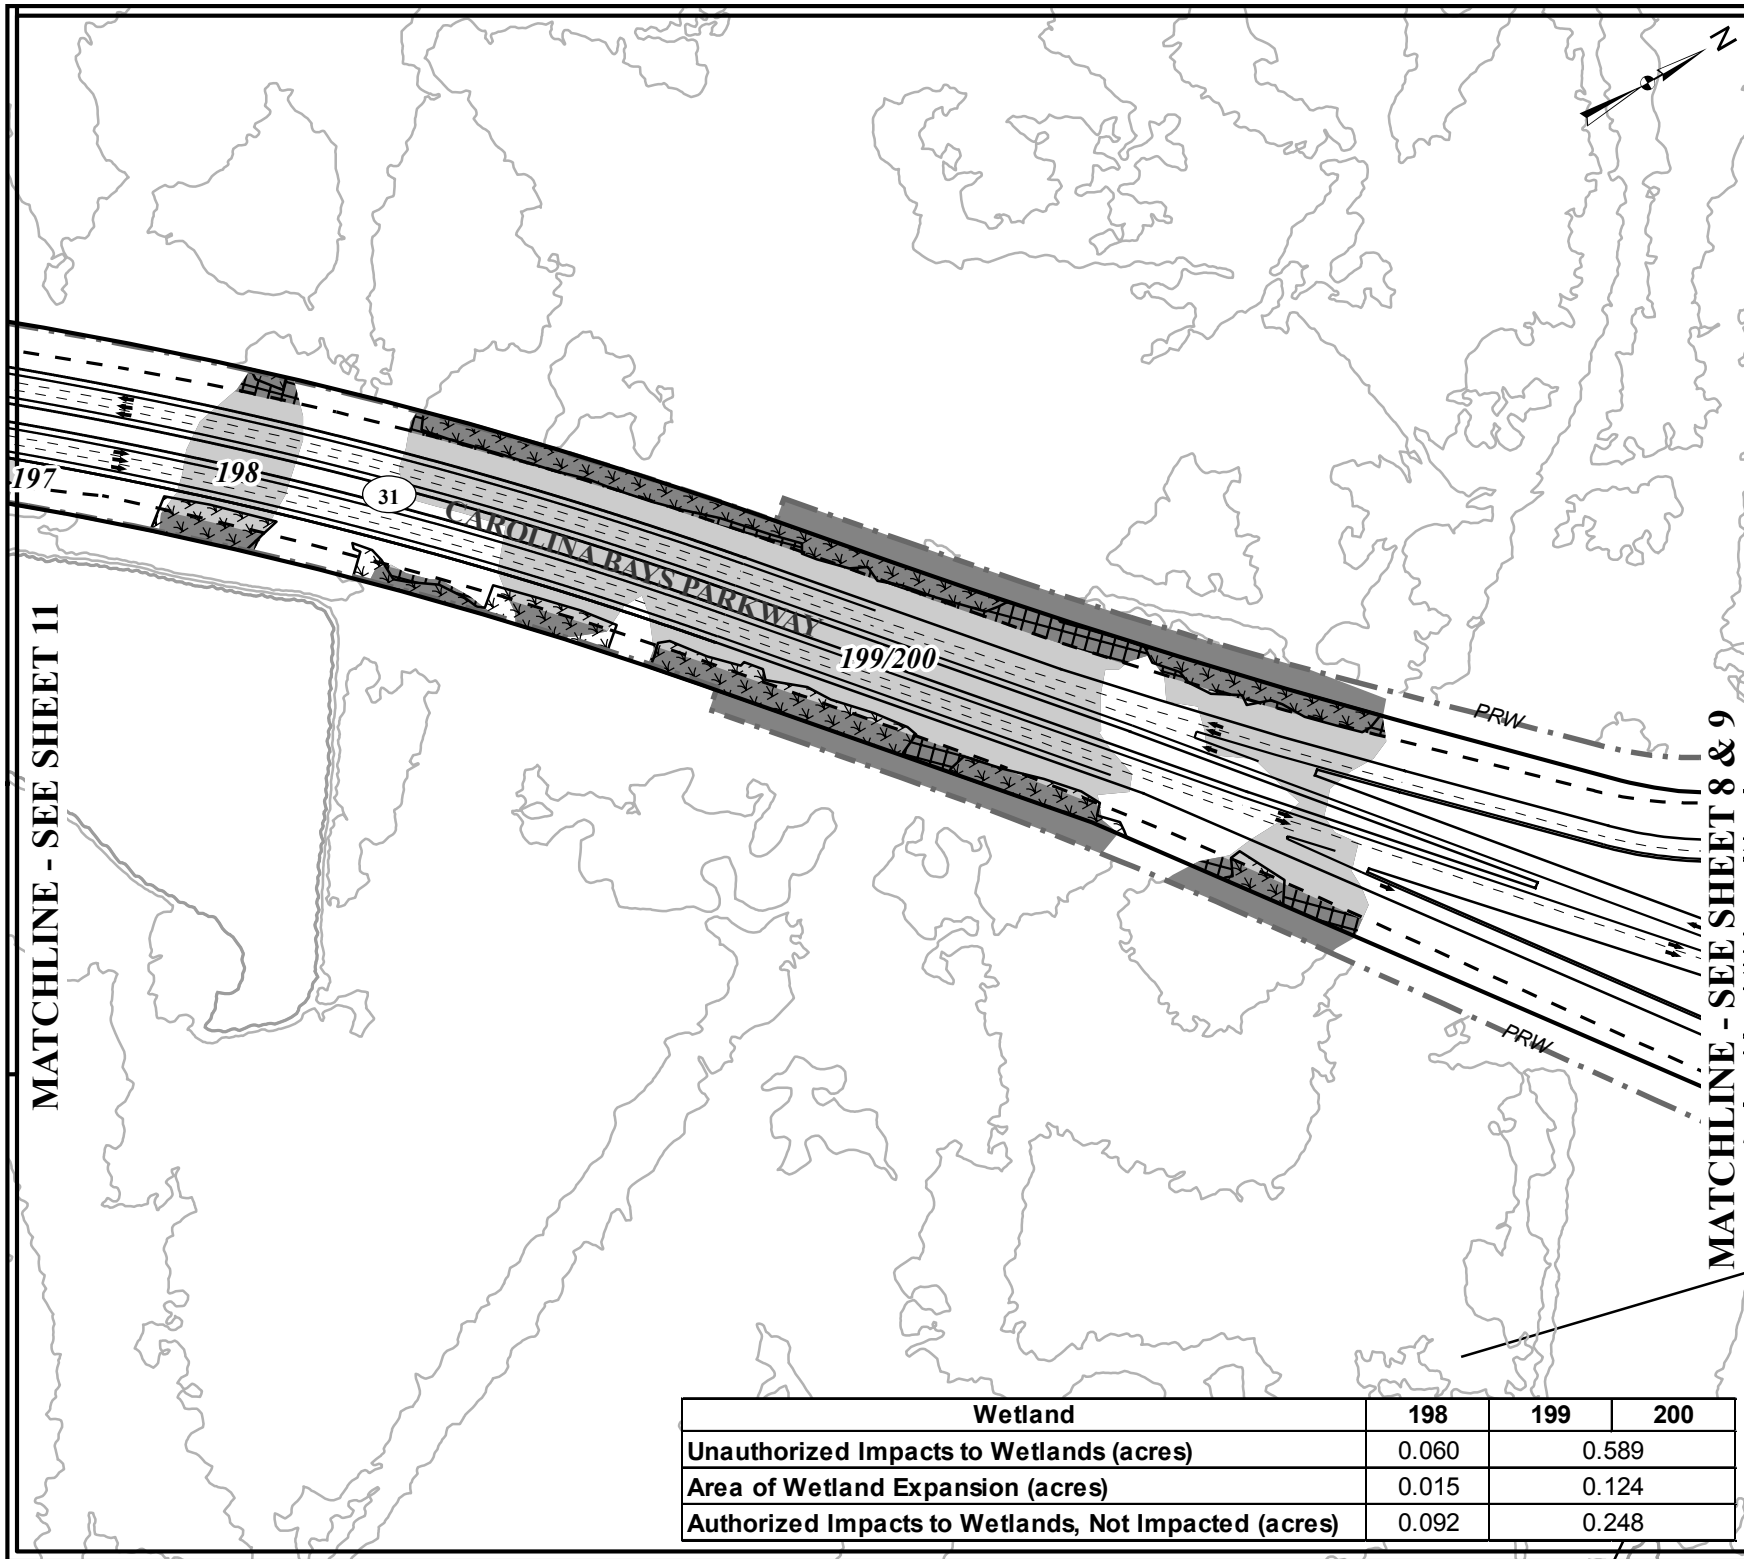 N
197
198
31
CAROLINA BAYS PARKWAY
199/200
PRW
PRW
MATCHLINE - SEE SHEET 11
MATCHLINE - SEE SHEET 8 & 9
Wetland 198 199 200
Unauthorized Impacts to Wetlands (acres) 0.060 0.589
Area of Wetland Expansion (acres) 0.015 0.124
Authorized Impacts to Wetlands, Not Impacted (acres) 0.092 0.248